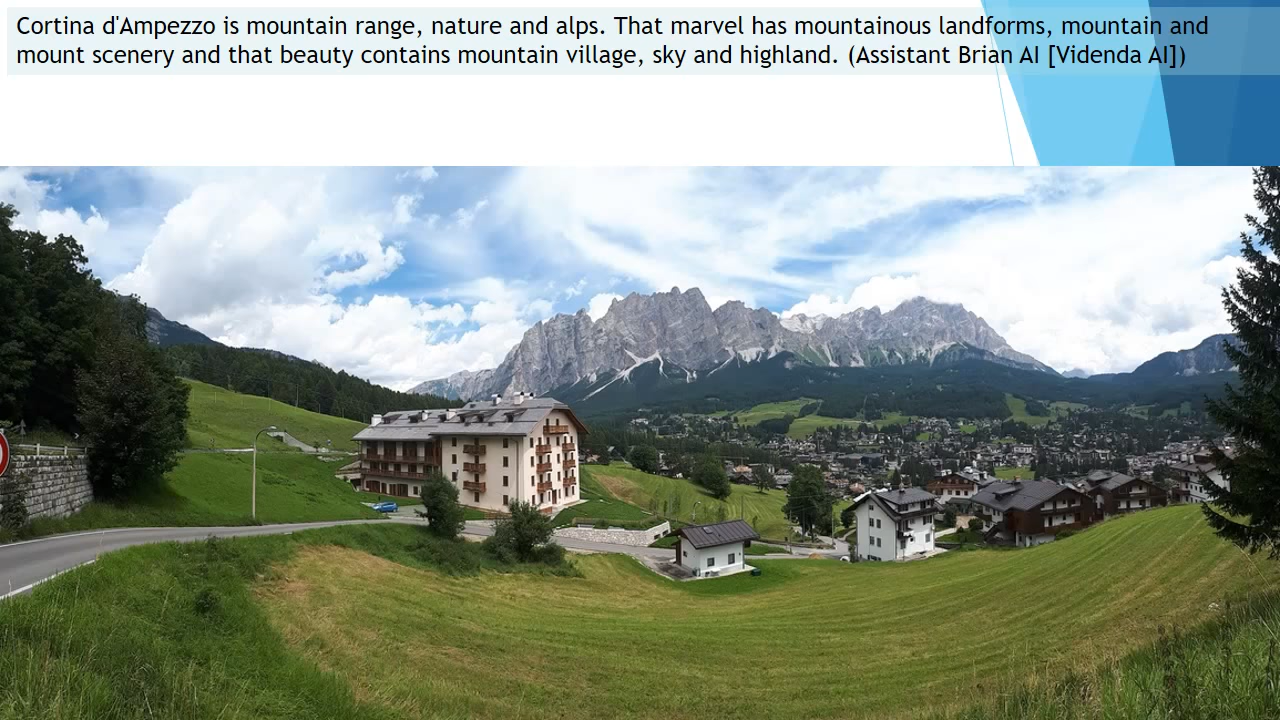 Cortina d'Ampezzo is mountain range, nature and alps. That marvel has mountainous landforms, mountain and
mount scenery and that beauty contains mountain village, sky and highland. (Assistant Brian AI [Videnda AI])